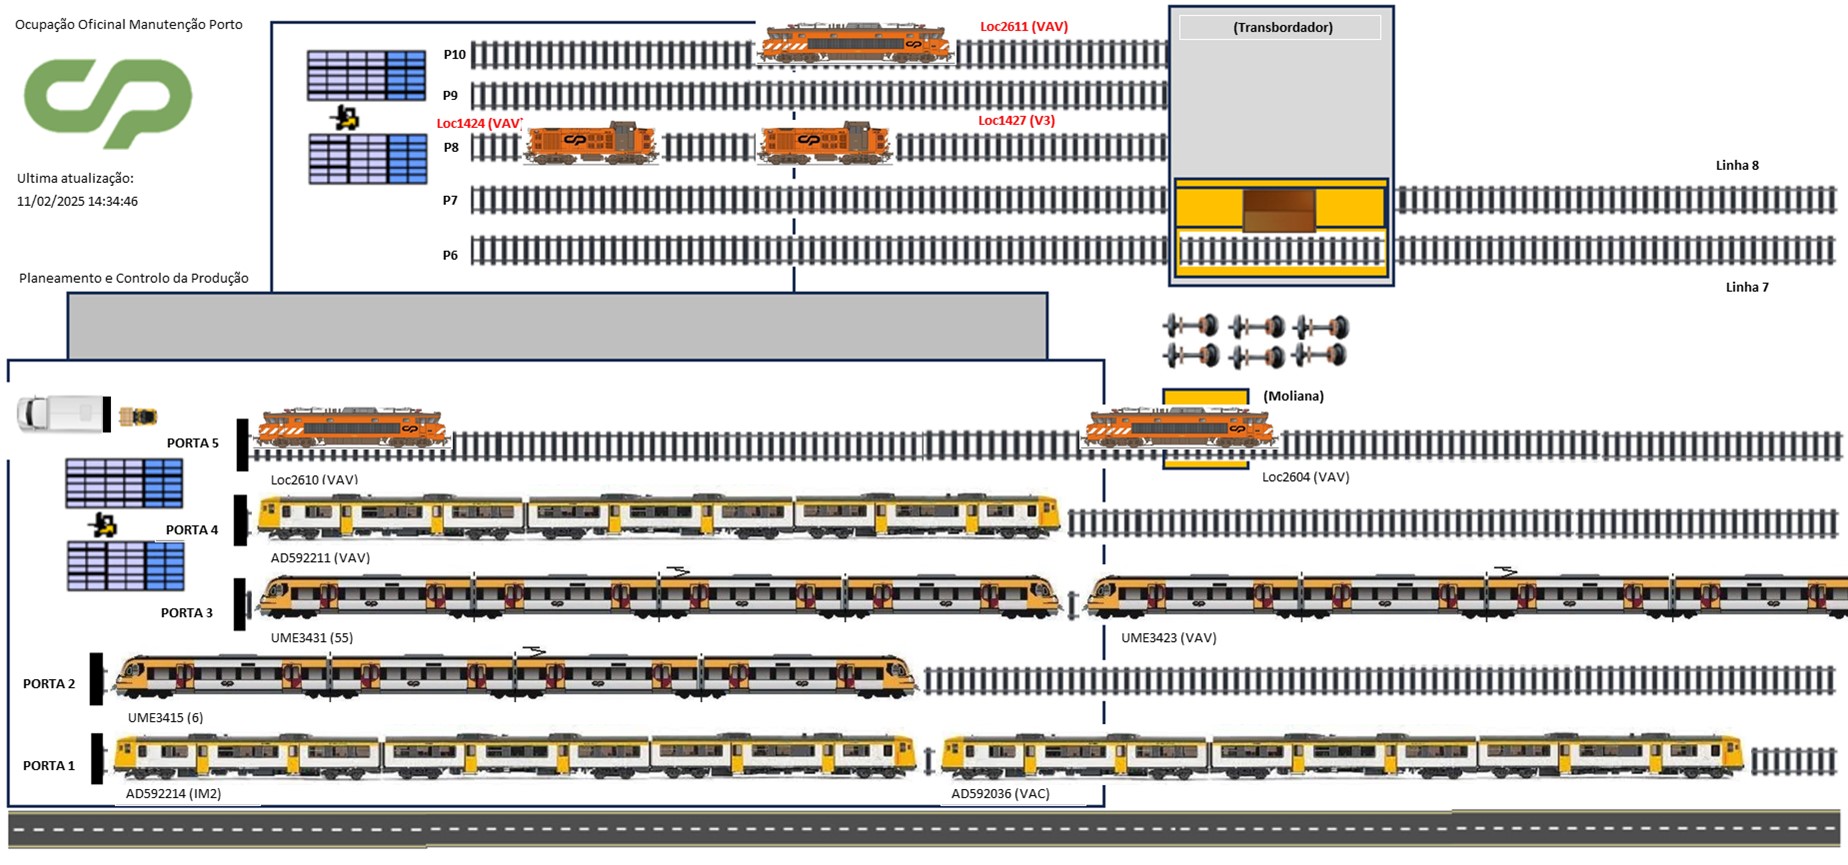 Ocupação Oficinal Manutenção Porto
Ultima atualização:
11/02/2025 14:34:46
Planeamento e Controlo da Produção
P10
Loc2611 (VAV)
(Transbordador)
P9
Loc1424 (VAV)
Loc1427 (V3)
P8
P7
Linha 8
P6
Linha 7
(Moliana)
PORTA 5
Loc2610 (VAV)
Loc2604 (VAV)
PORTA 4
AD592211 (VAV)
PORTA 3
UME3431 (55)
UME3423 (VAV)
PORTA 2
UME3415 (6)
PORTA 1
AD592214 (IM2)
AD592036 (VAC)